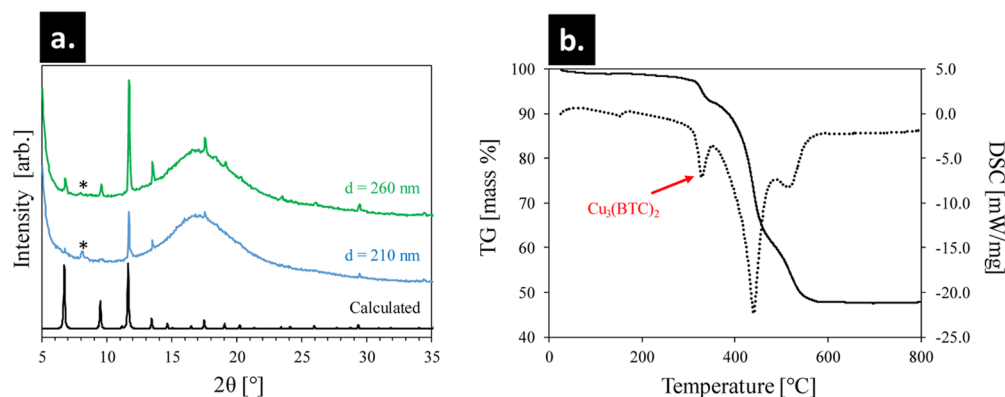 a.
Intensity [arb.]
*
d = 260 nm
*
d = 210 nm
Calculated
5 10 15 20 25 30 35
2θ [°]
b.
TG [mass %]
100
90
80
70
60
50
40
Cu₃(BTC)₂
5.0
0.0
-5.0
-10.0
-15.0
-20.0
-25.0
DSC [mW/mg]
0 200 400 600 800
Temperature [°C]